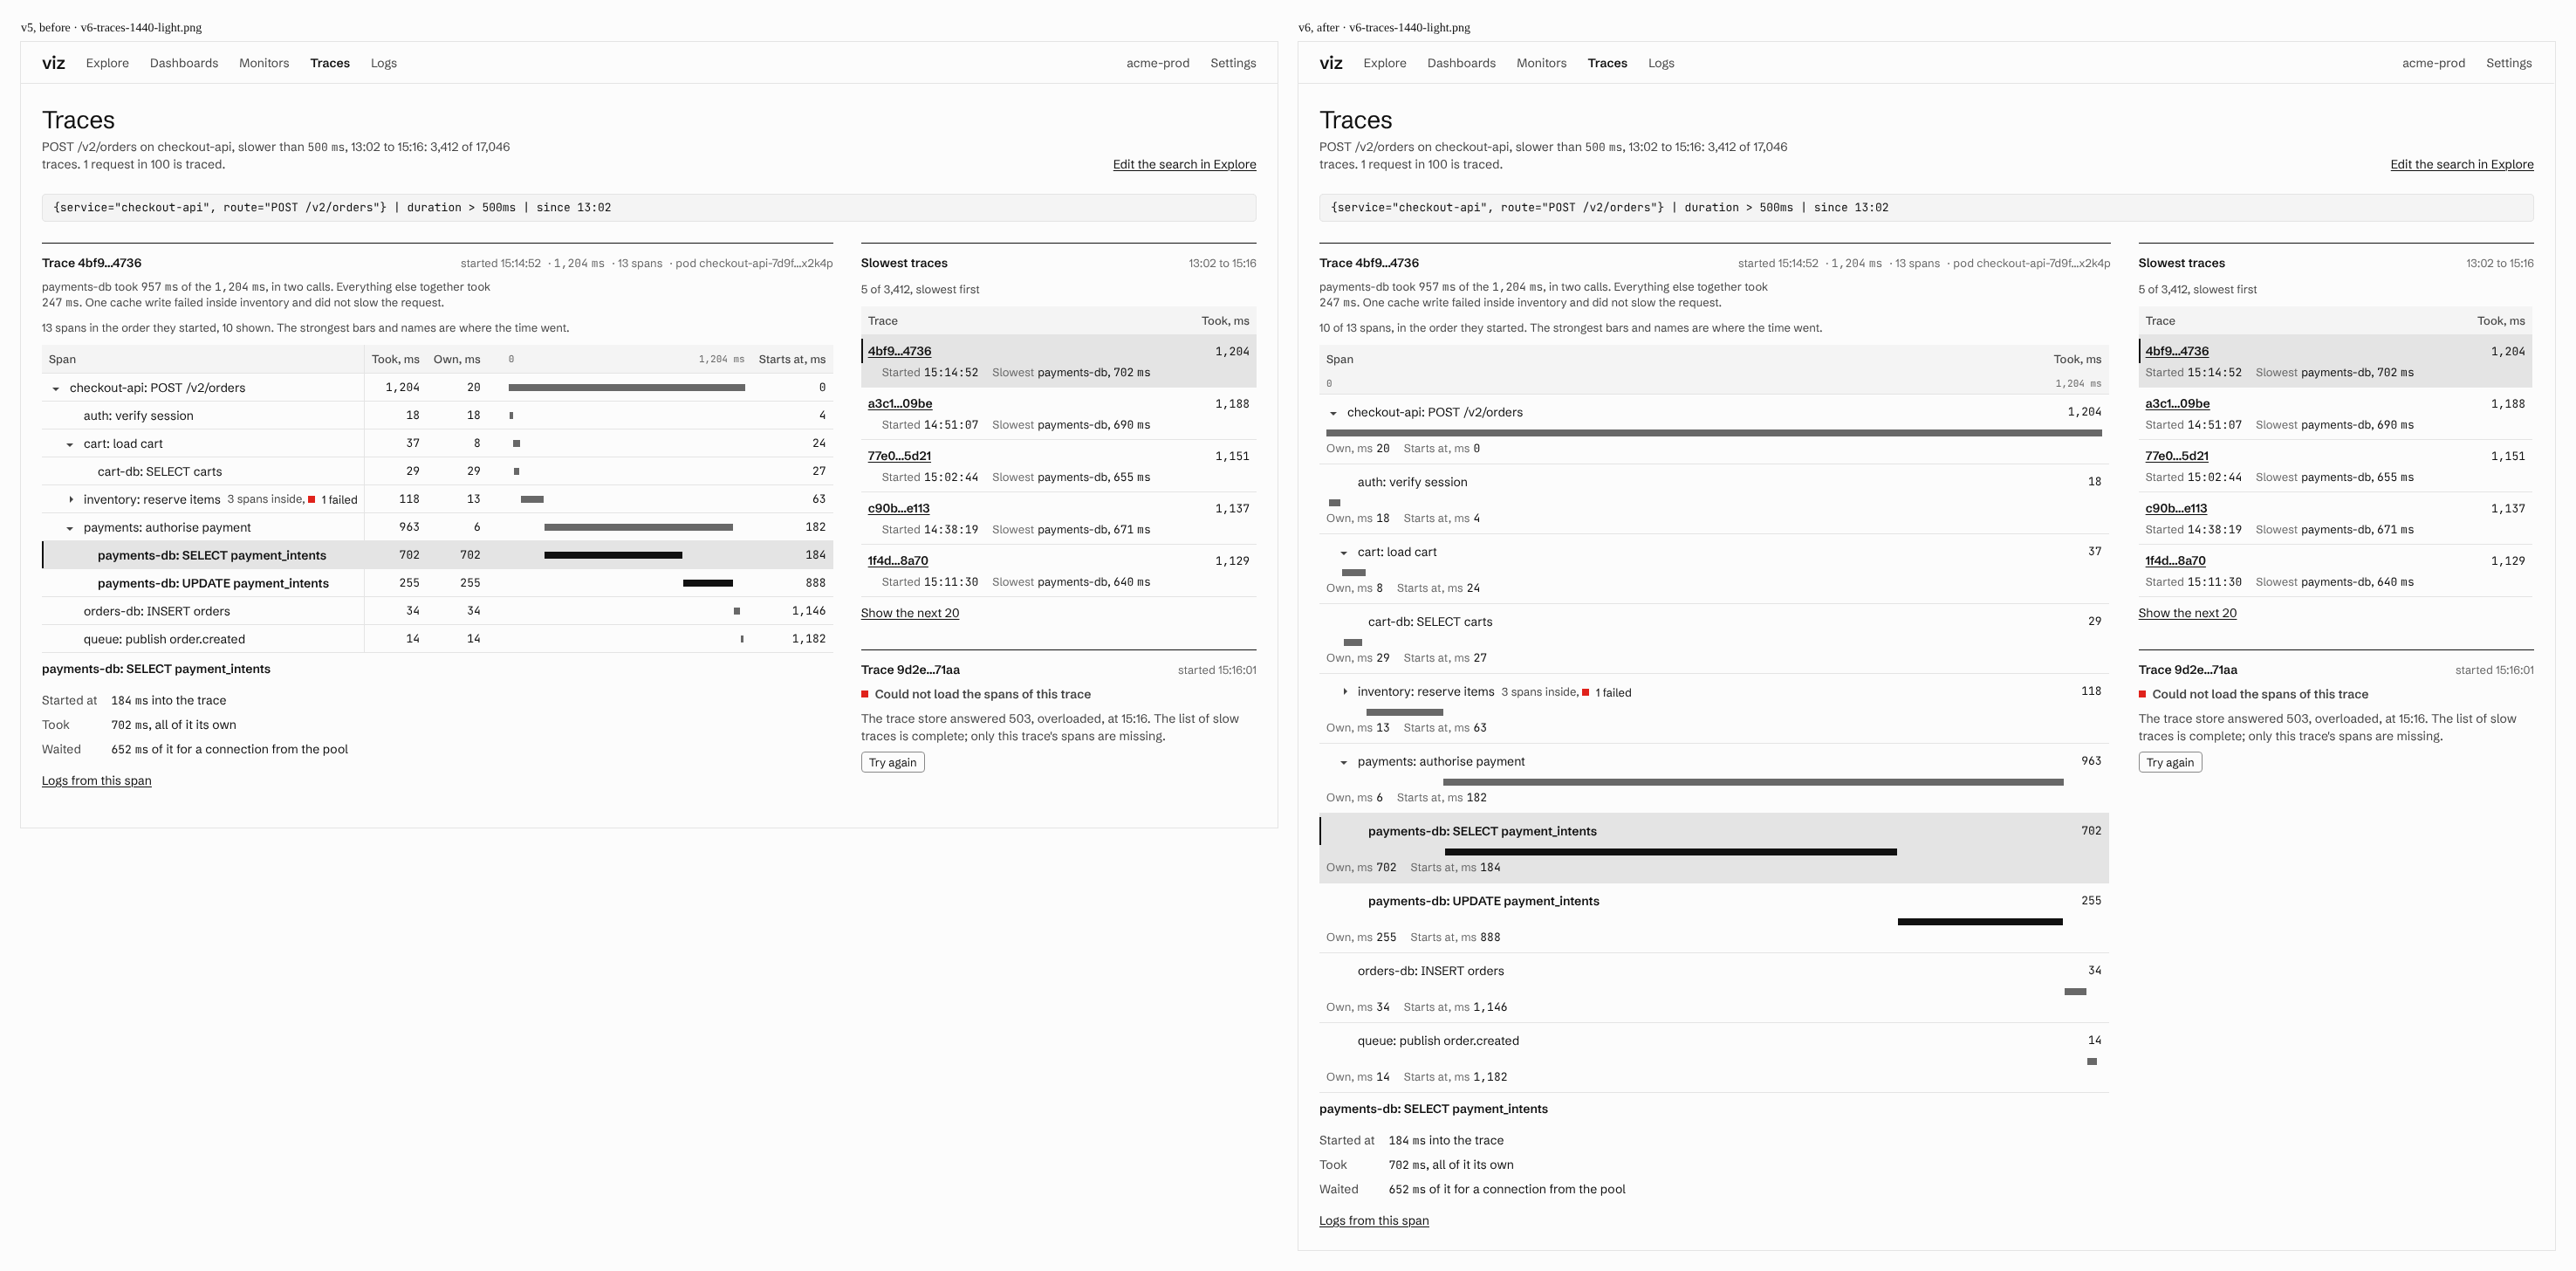 v5, before · v6-traces-1440-light.png
viz Explore Dashboards Monitors Traces Logs acme-prod Settings
Traces
POST /v2/orders on checkout-api, slower than 500 ms, 13:02 to 15:16: 3,412 of 17,046
traces. 1 request in 100 is traced.
Edit the search in Explore
{service="checkout-api", route="POST /v2/orders"} | duration > 500ms | since 13:02
Trace 4bf9…4736 started 15:14:52 · 1,204 ms · 13 spans · pod checkout-api-7d9f…x2k4p
payments-db took 957 ms of the 1,204 ms, in two calls. Everything else together took
247 ms. One cache write failed inside inventory and did not slow the request.
13 spans in the order they started, 10 shown. The strongest bars and names are where the time went.
Span Took, ms Own, ms 0 1,204 ms Starts at, ms
checkout-api: POST /v2/orders 1,204 20 0
auth: verify session 18 18 4
cart: load cart 37 8 24
cart-db: SELECT carts 29 29 27
inventory: reserve items 3 spans inside, 1 failed 118 13 63
payments: authorise payment 963 6 182
payments-db: SELECT payment_intents 702 702 184
payments-db: UPDATE payment_intents 255 255 888
orders-db: INSERT orders 34 34 1,146
queue: publish order.created 14 14 1,182
payments-db: SELECT payment_intents
Started at 184 ms into the trace
Took 702 ms, all of it its own
Waited 652 ms of it for a connection from the pool
Logs from this span
Slowest traces 13:02 to 15:16
5 of 3,412, slowest first
Trace Took, ms
4bf9…4736 1,204
Started 15:14:52 Slowest payments-db, 702 ms
a3c1…09be 1,188
Started 14:51:07 Slowest payments-db, 690 ms
77e0…5d21 1,151
Started 15:02:44 Slowest payments-db, 655 ms
c90b…e113 1,137
Started 14:38:19 Slowest payments-db, 671 ms
1f4d…8a70 1,129
Started 15:11:30 Slowest payments-db, 640 ms
Show the next 20
Trace 9d2e…71aa started 15:16:01
Could not load the spans of this trace
The trace store answered 503, overloaded, at 15:16. The list of slow
traces is complete; only this trace's spans are missing.
Try again
v6, after · v6-traces-1440-light.png
viz Explore Dashboards Monitors Traces Logs acme-prod Settings
Traces
POST /v2/orders on checkout-api, slower than 500 ms, 13:02 to 15:16: 3,412 of 17,046
traces. 1 request in 100 is traced.
Edit the search in Explore
{service="checkout-api", route="POST /v2/orders"} | duration > 500ms | since 13:02
Trace 4bf9…4736 started 15:14:52 · 1,204 ms · 13 spans · pod checkout-api-7d9f…x2k4p
payments-db took 957 ms of the 1,204 ms, in two calls. Everything else together took
247 ms. One cache write failed inside inventory and did not slow the request.
10 of 13 spans, in the order they started. The strongest bars and names are where the time went.
Span Took, ms
0 1,204 ms
checkout-api: POST /v2/orders 1,204
Own, ms 20 Starts at, ms 0
auth: verify session 18
Own, ms 18 Starts at, ms 4
cart: load cart 37
Own, ms 8 Starts at, ms 24
cart-db: SELECT carts 29
Own, ms 29 Starts at, ms 27
inventory: reserve items 3 spans inside, 1 failed 118
Own, ms 13 Starts at, ms 63
payments: authorise payment 963
Own, ms 6 Starts at, ms 182
payments-db: SELECT payment_intents 702
Own, ms 702 Starts at, ms 184
payments-db: UPDATE payment_intents 255
Own, ms 255 Starts at, ms 888
orders-db: INSERT orders 34
Own, ms 34 Starts at, ms 1,146
queue: publish order.created 14
Own, ms 14 Starts at, ms 1,182
payments-db: SELECT payment_intents
Started at 184 ms into the trace
Took 702 ms, all of it its own
Waited 652 ms of it for a connection from the pool
Logs from this span
Slowest traces 13:02 to 15:16
5 of 3,412, slowest first
Trace Took, ms
4bf9…4736 1,204
Started 15:14:52 Slowest payments-db, 702 ms
a3c1…09be 1,188
Started 14:51:07 Slowest payments-db, 690 ms
77e0…5d21 1,151
Started 15:02:44 Slowest payments-db, 655 ms
c90b…e113 1,137
Started 14:38:19 Slowest payments-db, 671 ms
1f4d…8a70 1,129
Started 15:11:30 Slowest payments-db, 640 ms
Show the next 20
Trace 9d2e…71aa started 15:16:01
Could not load the spans of this trace
The trace store answered 503, overloaded, at 15:16. The list of slow
traces is complete; only this trace's spans are missing.
Try again